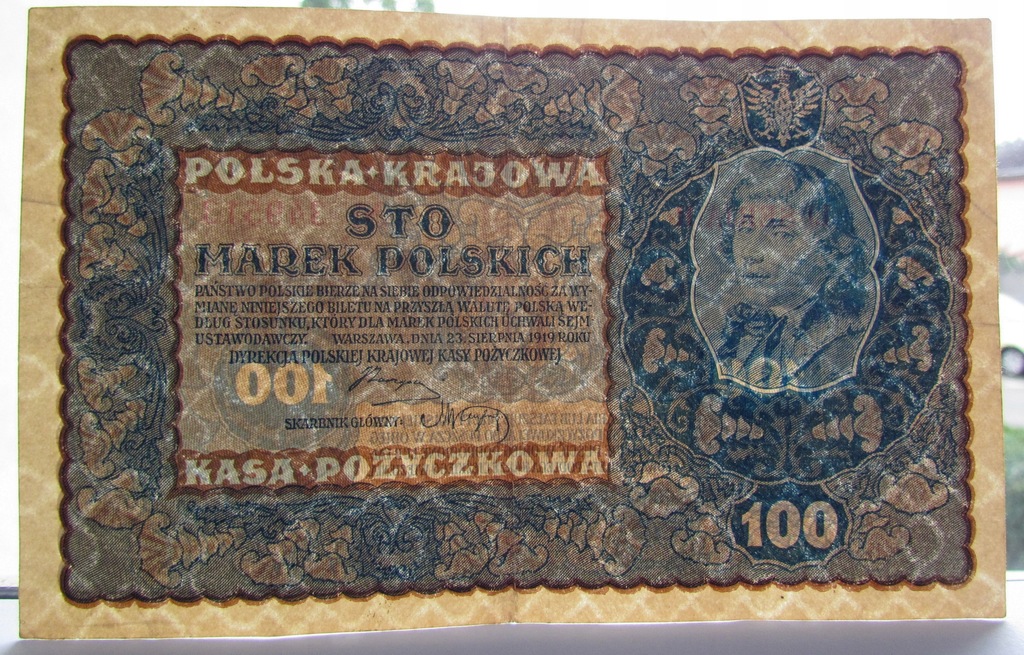 POLSKA KRAJOWA
STO
MAREK POLSKICH
PAŃSTWO POLSKIE BIERZE NA SIEBIE ODPOWIEDZIALNOŚĆ ZA WY-
MIANĘ NINIEJSZEGO BILETU NA PRZYSZŁĄ WALUTĘ POLSKĄ WE-
DŁUG STOSUNKU, KTÓRY DLA MAREK POLSKICH UCHWALI SEJM
USTAWODAWCZY. WARSZAWA, DNIA 23. SIERPNIA 1919 ROKU
DYREKCJA POLSKIEJ KRAJOWEJ KASY POŻYCZKOWEJ
100
SKARBNIK GŁÓWNY:
KASA POŻYCZKOWA
100